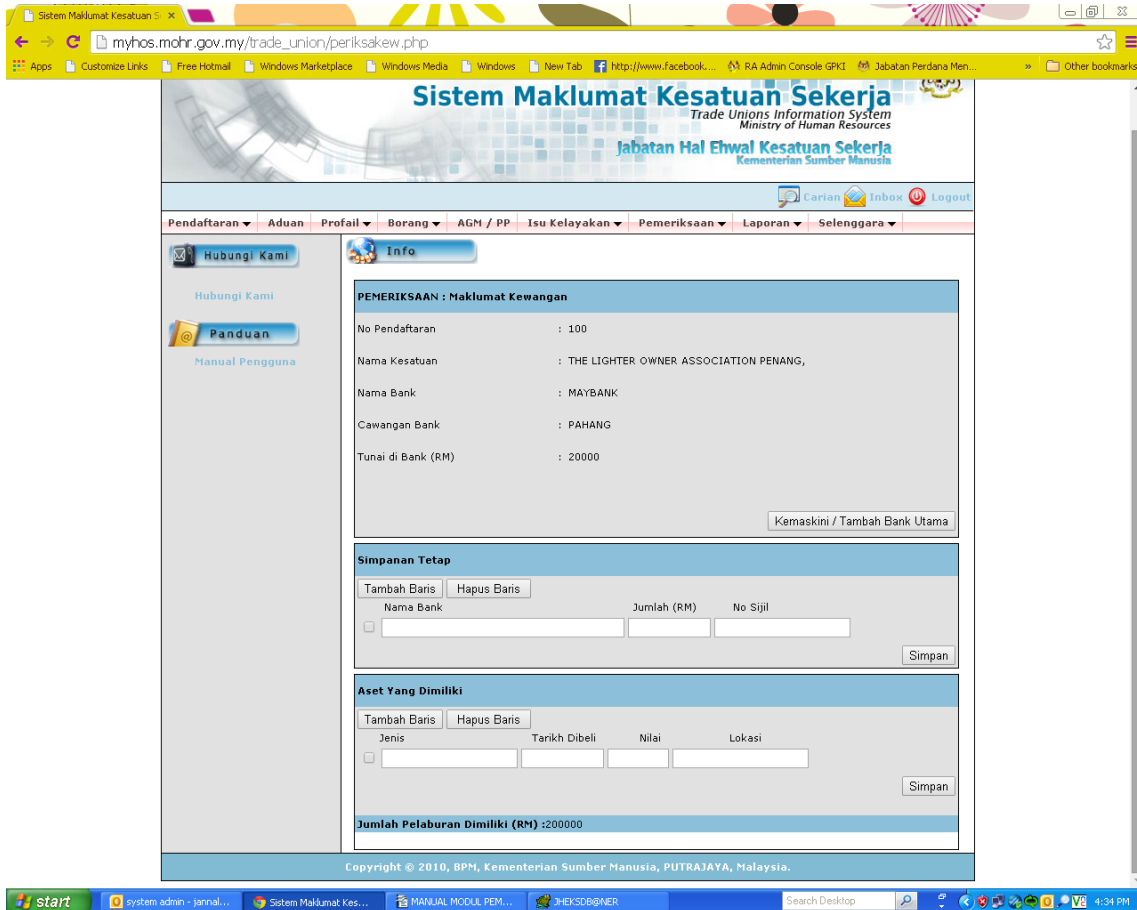 Sistem Maklumat Kesatuan S
myhos.mohr.gov.my/trade_union/periksakew.php
Apps Customize Links Free Hotmail Windows Marketplace Windows Media Windows New Tab http://www.facebook.... RA Admin Console GPKI Jabatan Perdana Men... » Other bookmarks
Sistem Maklumat Kesatuan Sekerja
Trade Unions Information System
Ministry of Human Resources
Jabatan Hal Ehwal Kesatuan Sekerja
Kementerian Sumber Manusia
Carian Inbox Logout
Pendaftaran Aduan Profail Borang AGM / PP Isu Kelayakan Pemeriksaan Laporan Selenggara
Hubungi Kami
Hubungi Kami
Panduan
Manual Pengguna
Info
PEMERIKSAAN : Maklumat Kewangan
No Pendaftaran : 100
Nama Kesatuan : THE LIGHTER OWNER ASSOCIATION PENANG,
Nama Bank : MAYBANK
Cawangan Bank : PAHANG
Tunai di Bank (RM) : 20000
Kemaskini / Tambah Bank Utama
Simpanan Tetap
Tambah Baris Hapus Baris
Nama Bank Jumlah (RM) No Sijil
Simpan
Aset Yang Dimiliki
Tambah Baris Hapus Baris
Jenis Tarikh Dibeli Nilai Lokasi
Simpan
Jumlah Pelaburan Dimiliki (RM) :200000
Copyright © 2010, BPM, Kementerian Sumber Manusia, PUTRAJAYA, Malaysia.
start system admin - jannal... Sistem Maklumat Kes... MANUAL MODUL PEM... JHEKSDB@NER Search Desktop 4:34 PM